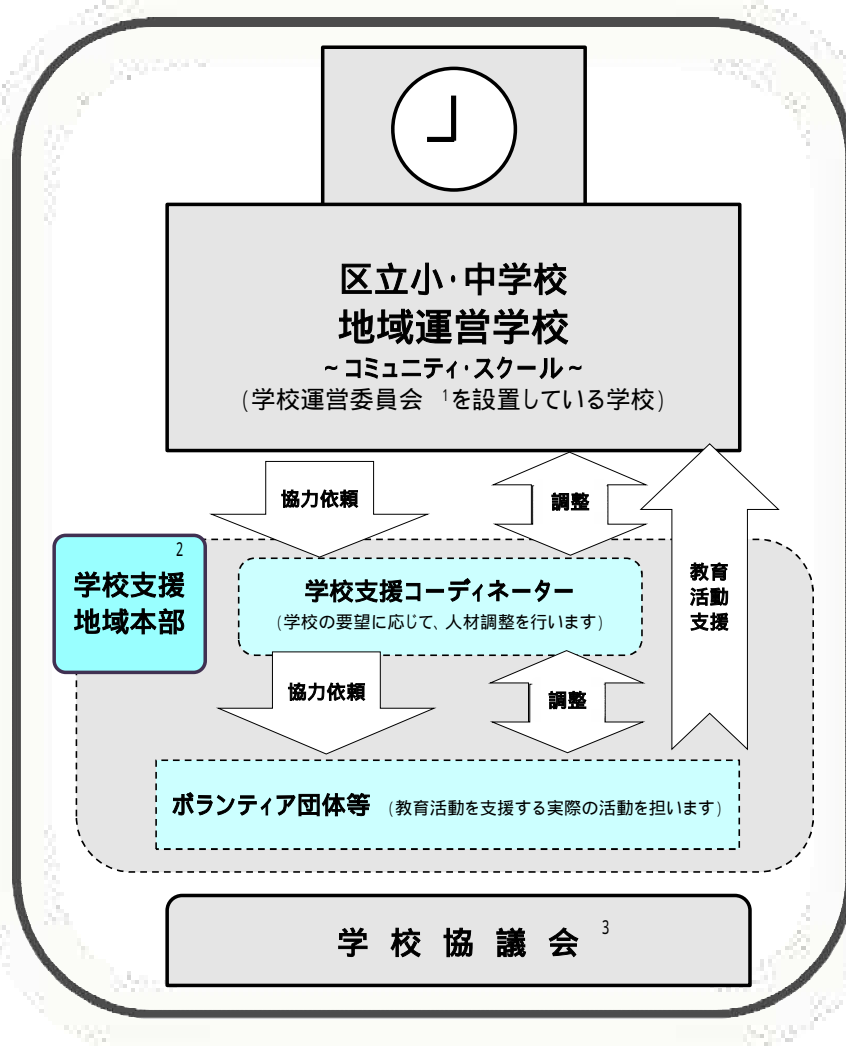 区立小・中学校
地域運営学校
~コミュニティ・スクール~
(学校運営委員会 1を設置している学校)
協力依頼
調整
2
学校支援
地域本部
学校支援コーディネーター
(学校の要望に応じて、人材調整を行います)
教育
活動
支援
協力依頼
調整
ボランティア団体等 (教育活動を支援する実際の活動を担います)
学校協議会 3